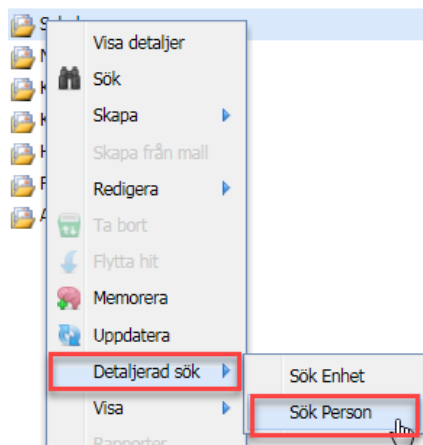 Visa detaljer
Sök
Skapa
Skapa från mall
Redigera
Ta bort
Flytta hit
Memorera
Uppdatera
Detaljerad sök
Sök Enhet
Visa
Sök Person
Rapporter